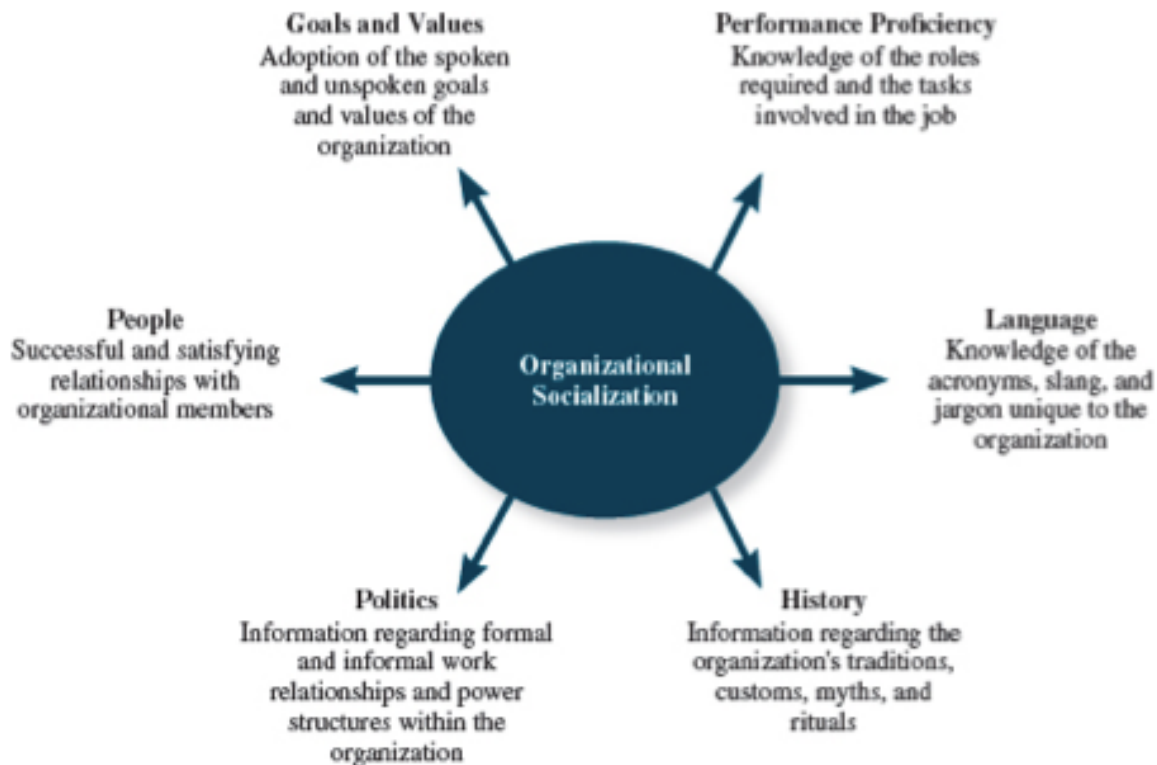 Goals and Values
Adoption of the spoken
and unspoken goals
and values of the
organization
Performance Proficiency
Knowledge of the roles
required and the tasks
involved in the job
People
Successful and satisfying
relationships with
organizational members
Organizational
Socialization
Language
Knowledge of the
acronyms, slang, and
jargon unique to the
organization
Politics
Information regarding formal
and informal work
relationships and power
structures within the
organization
History
Information regarding the
organization's traditions,
customs, myths, and
rituals